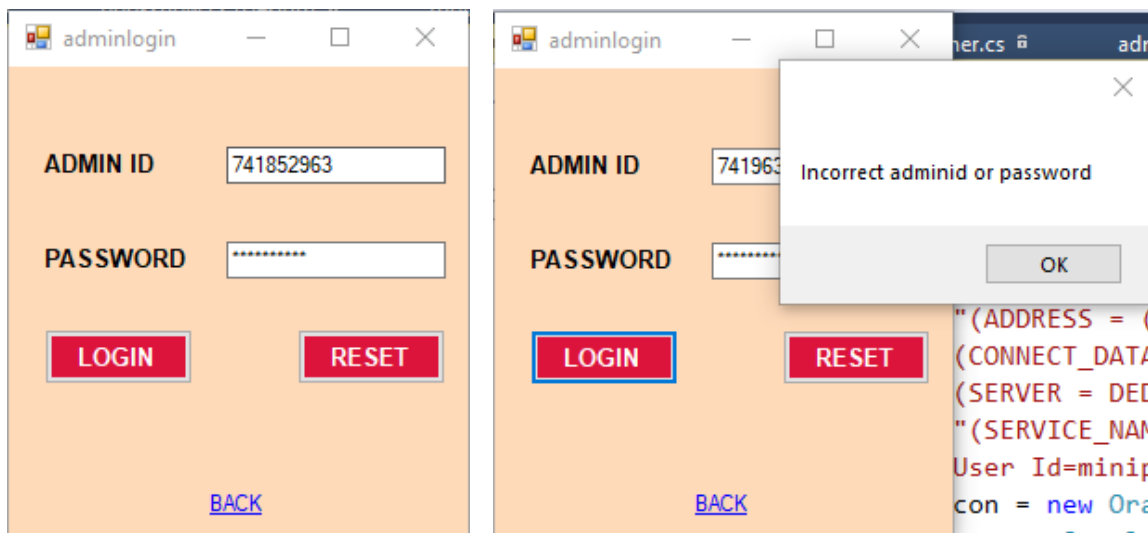 adminlogin
ADMIN ID 741852963
PASSWORD **********
LOGIN RESET
BACK
adminlogin
ADMIN ID 741963
PASSWORD
LOGIN RESET
BACK
Incorrect adminid or password
OK
ner.cs adm
"(ADDRESS = (
(CONNECT_DATA
(SERVER = DED
"(SERVICE_NAM
User Id=minip
con = new Ora